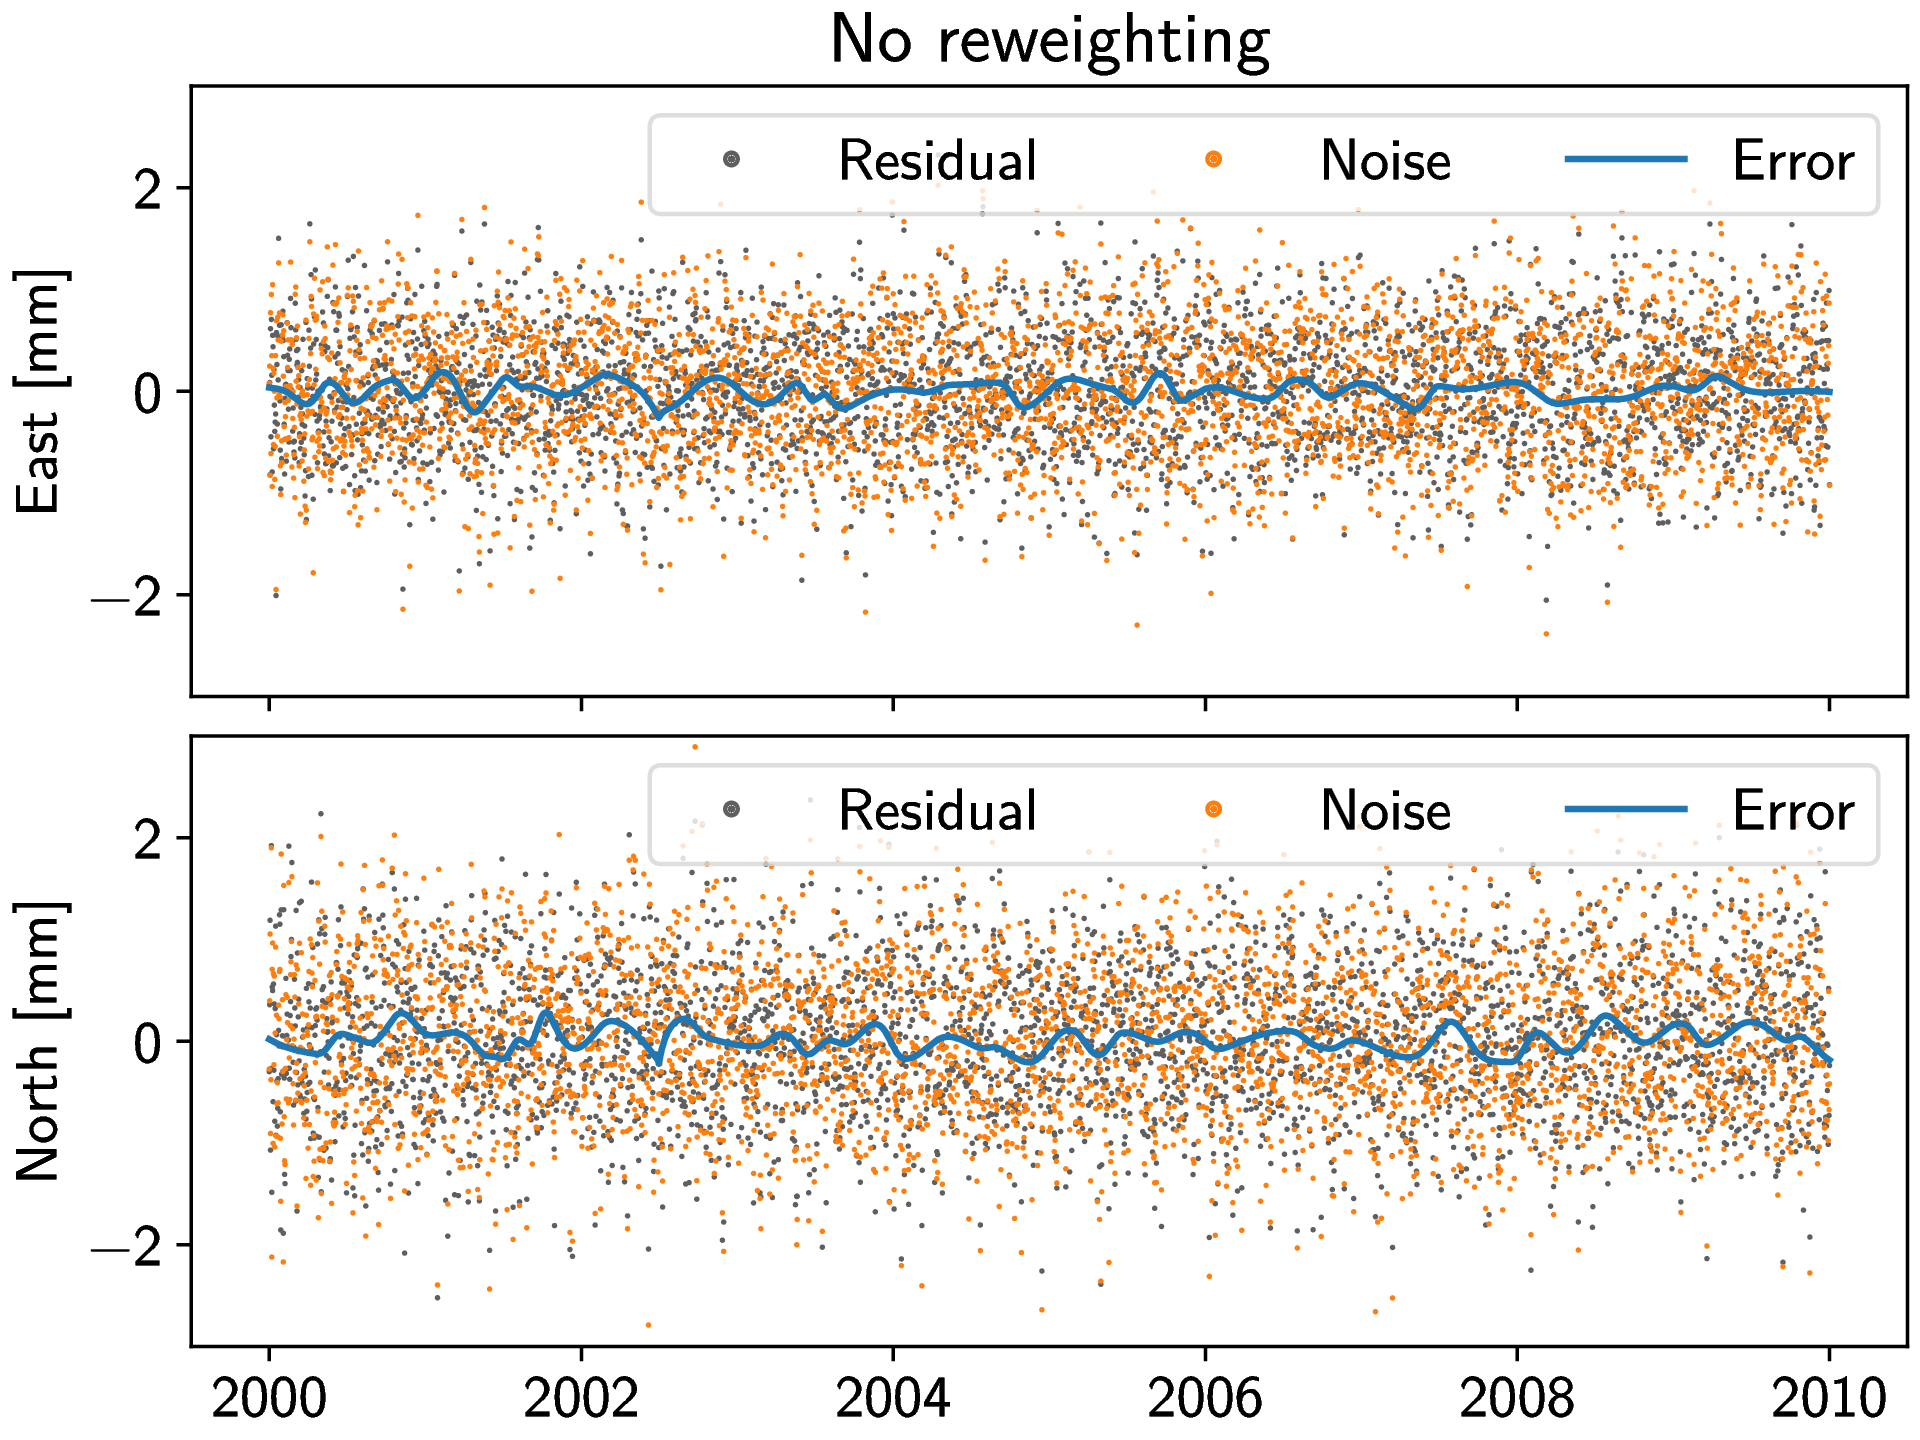 No reweighting
Residual Noise Error
2
0
−2
East [mm]
Residual Noise Error
2
0
−2
North [mm]
2000 2002 2004 2006 2008 2010